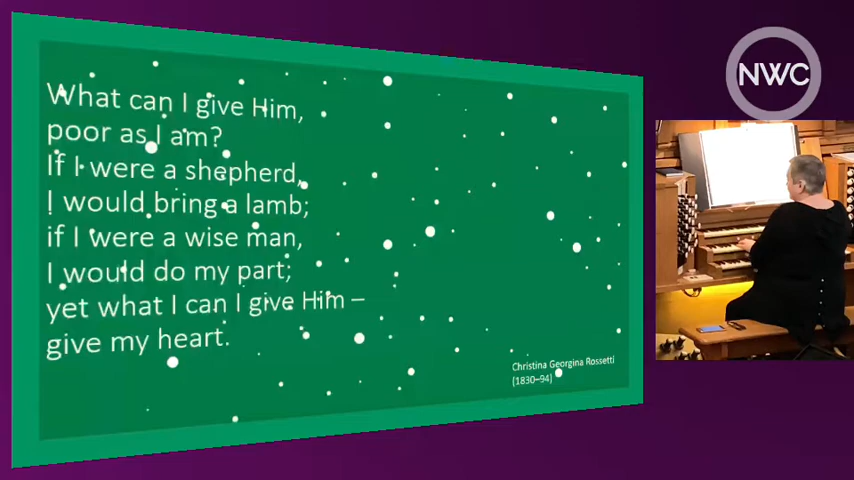 What can I give Him,
poor as I am?
If I were a shepherd,
I would bring a lamb;
if I were a wise man,
I would do my part;
yet what I can I give Him –
give my heart.
Christina Georgina Rossetti
(1830–94)
NWC